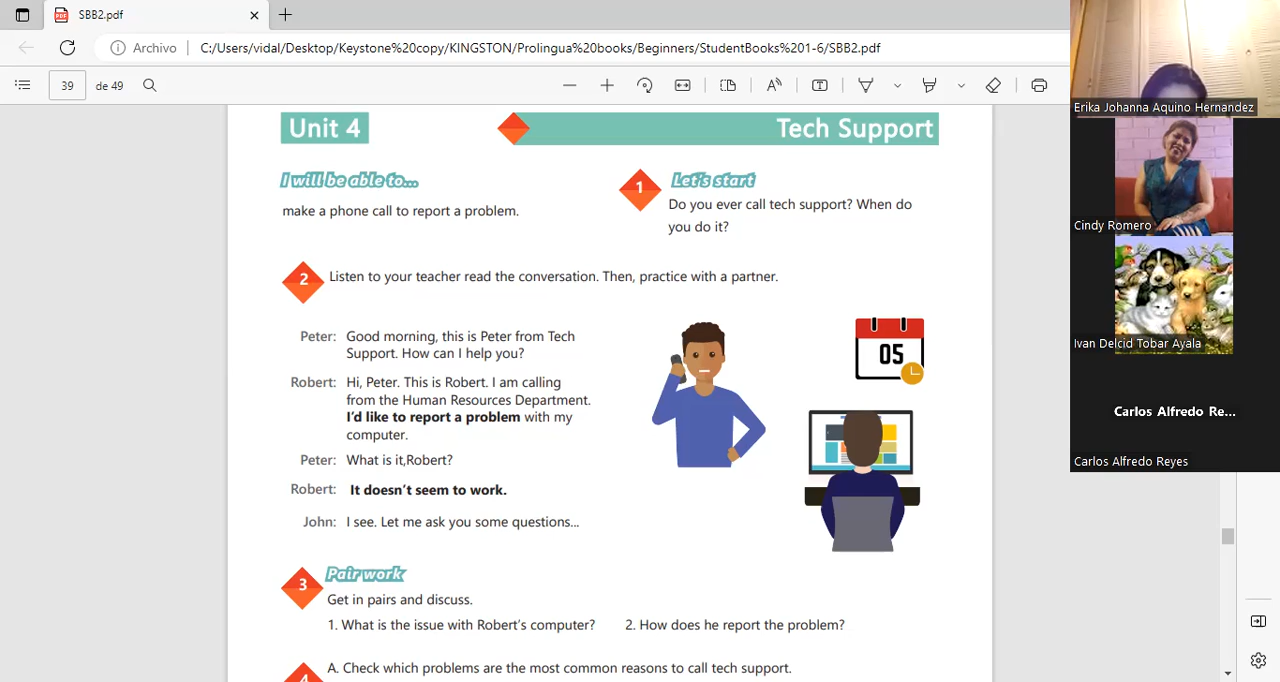 SBB2.pdf
Archivo
C:/Users/vidal/Desktop/Keystone%20copy/KINGSTON/Prolingua%20books/Beginners/StudentBooks%201-6/SBB2.pdf
39
de 49
Unit 4
Tech Support
I will be able to...
make a phone call to report a problem.
1
Let's start
Do you ever call tech support? When do
you do it?
2
Listen to your teacher read the conversation. Then, practice with a partner.
Peter: Good morning, this is Peter from Tech
Support. How can I help you?
Robert: Hi, Peter. This is Robert. I am calling
from the Human Resources Department.
I'd like to report a problem with my
computer.
Peter: What is it,Robert?
Robert: It doesn't seem to work.
John: I see. Let me ask you some questions...
05
3
Pair work
Get in pairs and discuss.
1. What is the issue with Robert's computer?
2. How does he report the problem?
4
A. Check which problems are the most common reasons to call tech support.
Erika Johanna Aquino Hernandez
Cindy Romero
Ivan Delcid Tobar Ayala
Carlos Alfredo Re...
Carlos Alfredo Reyes